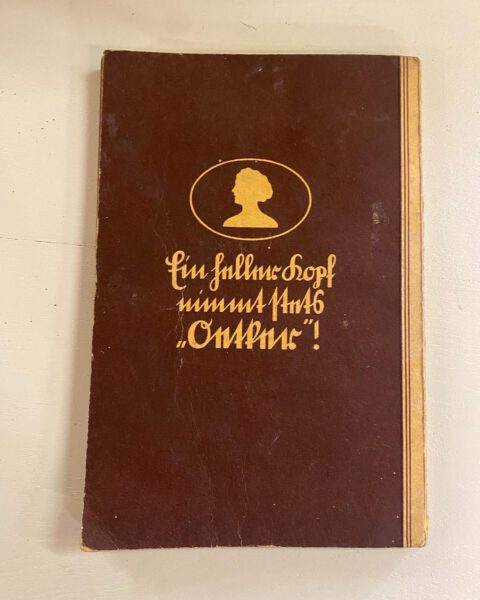 Ein heller Kopf
nimmt stets
„Oetker“!